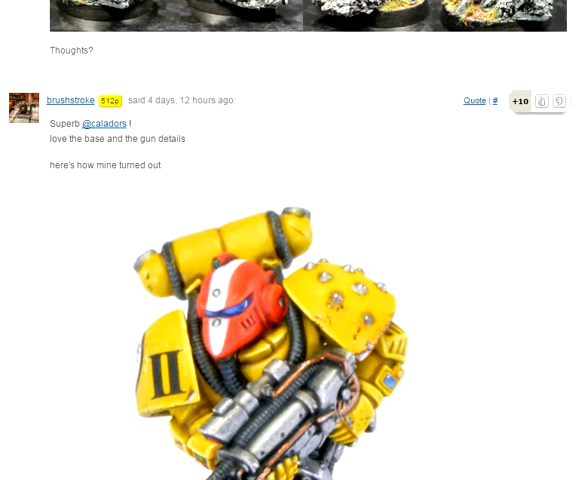 Thoughts?
brushstroke 512p said 4 days, 12 hours ago: Quote | # +10
Superb @caladors !
love the base and the gun details
here's how mine turned out
II